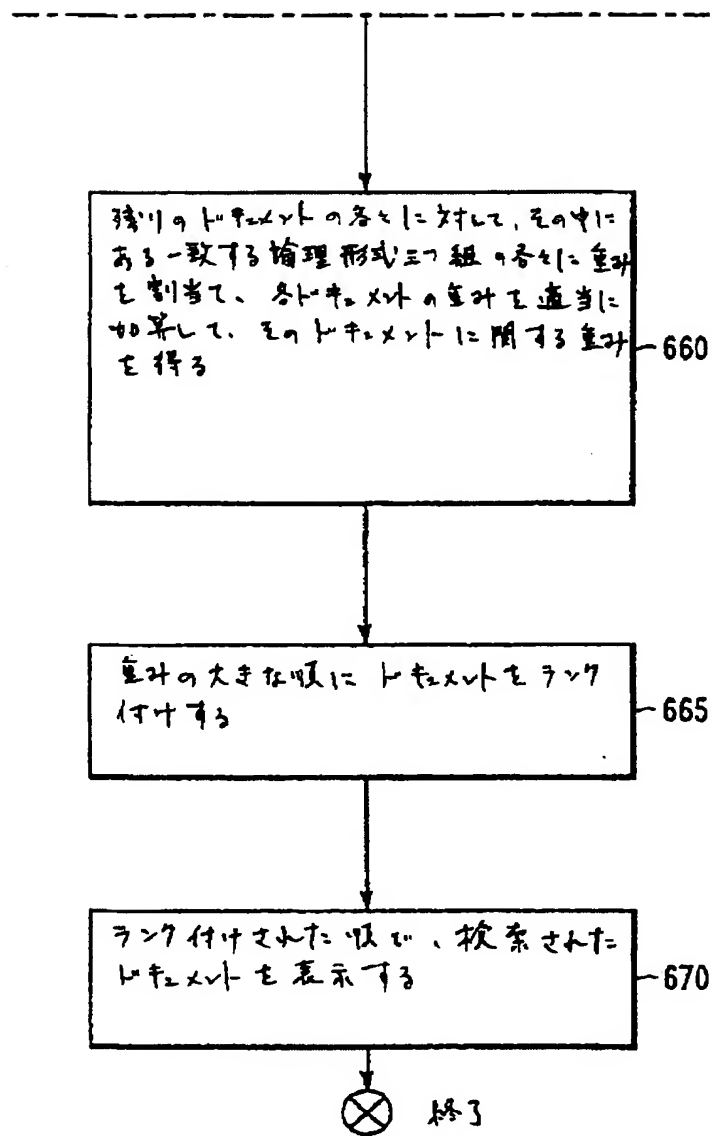 残りのドキュメントの各々に対して、その中に
ある一致する論理形式三つ組の各々に重み
を割当て、各ドキュメントの重みを適当に
加算して、そのドキュメントに関する重み
を得る
660
重みの大きな順にドキュメントをランク
付けする
665
ランク付けされた順で、検索された
ドキュメントを表示する
670
終了